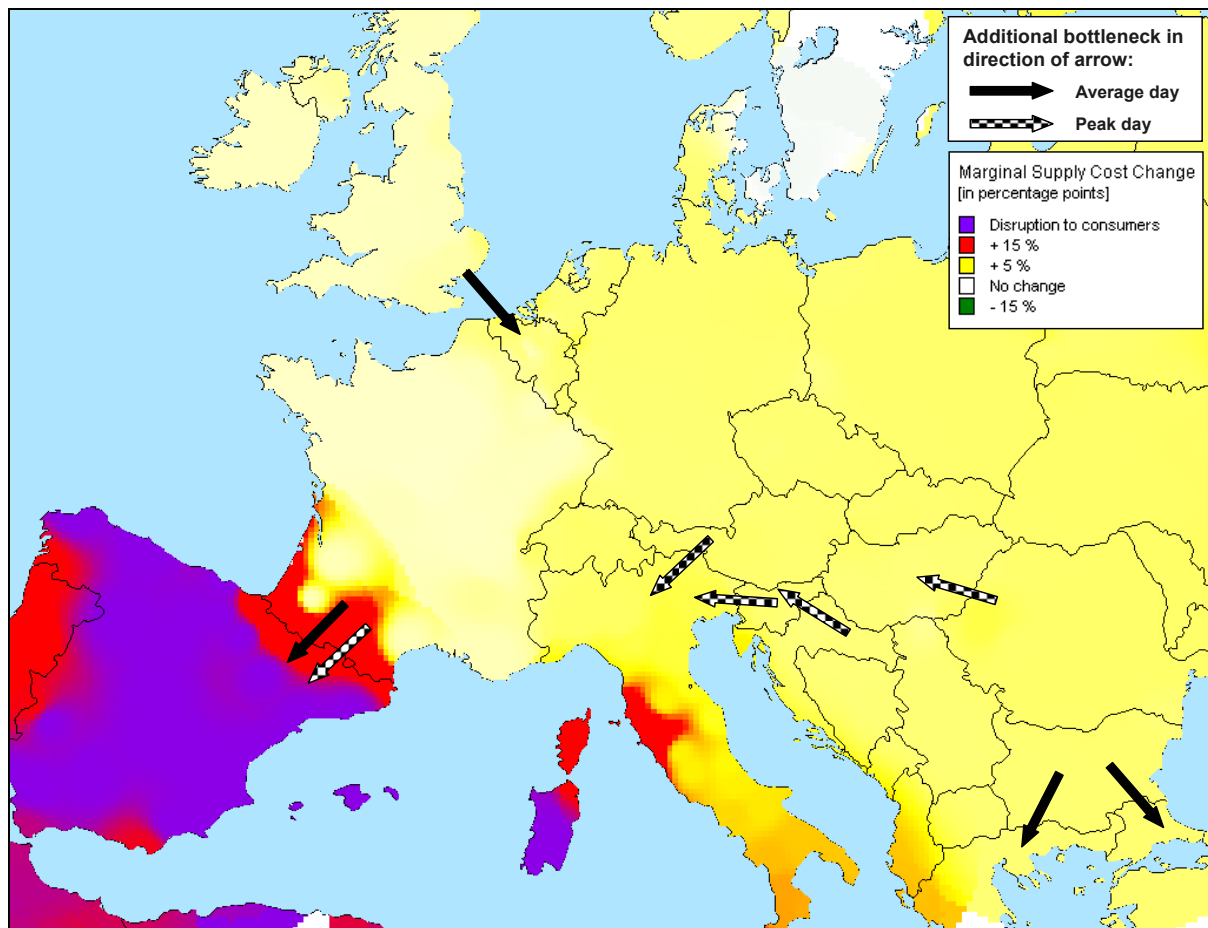 Additional bottleneck in
direction of arrow:
Average day
Peak day
Marginal Supply Cost Change
[in percentage points]
Disruption to consumers
+ 15 %
+ 5 %
No change
- 15 %